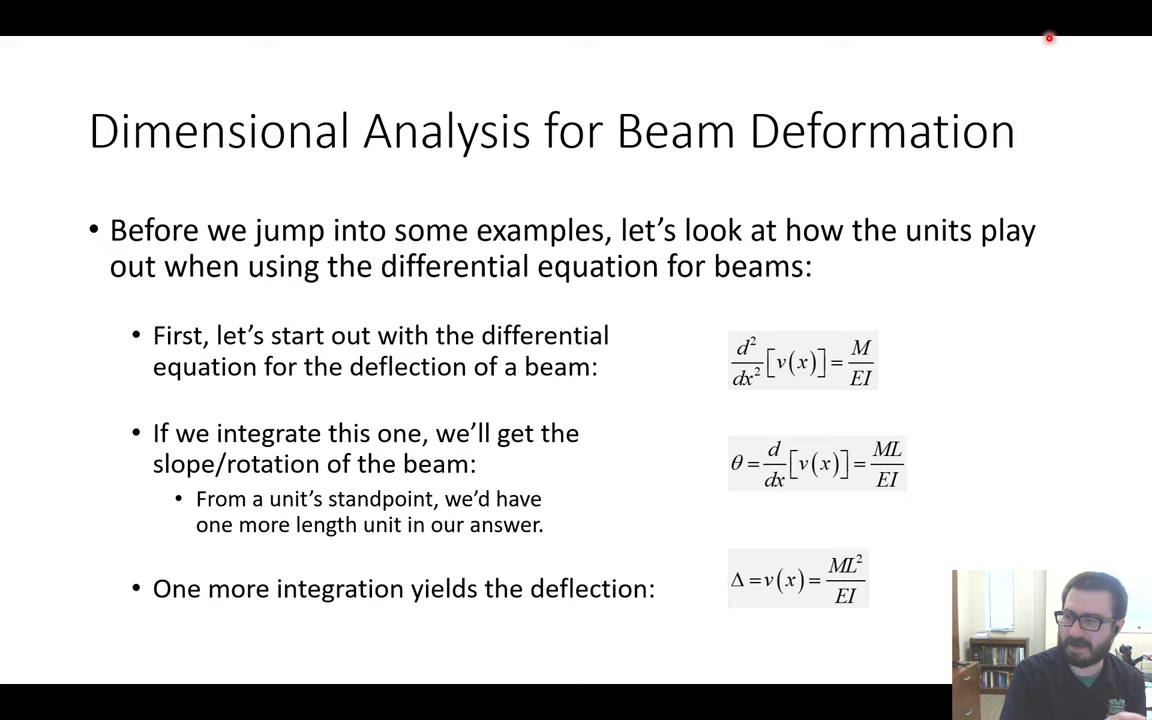 Dimensional Analysis for Beam Deformation
• Before we jump into some examples, let's look at how the units play
out when using the differential equation for beams:
• First, let's start out with the differential
equation for the deflection of a beam:
d²/dx² [v(x)] = M/EI
• If we integrate this one, we'll get the
slope/rotation of the beam:
θ = d/dx [v(x)] = ML/EI
• From a unit's standpoint, we'd have
one more length unit in our answer.
• One more integration yields the deflection:
Δ = v(x) = ML²/EI